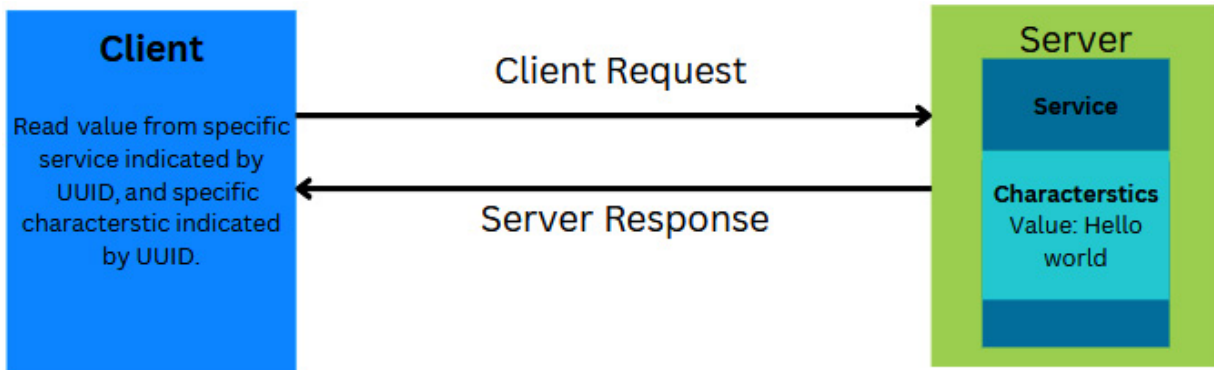 Client
Read value from specific
service indicated by
UUID, and specific
characterstic indicated
by UUID.
Client Request
Server Response
Server
Service
Characterstics
Value: Hello
world